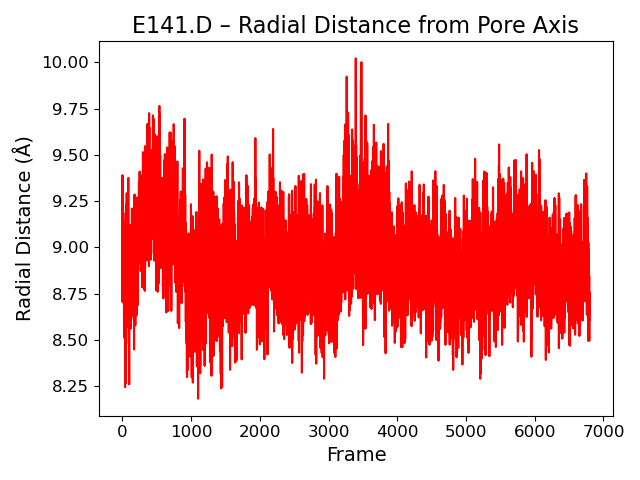 E141.D – Radial Distance from Pore Axis
10.00
9.75
9.50
9.25
9.00
8.75
8.50
8.25
Radial Distance (Å)
0 1000 2000 3000 4000 5000 6000 7000
Frame